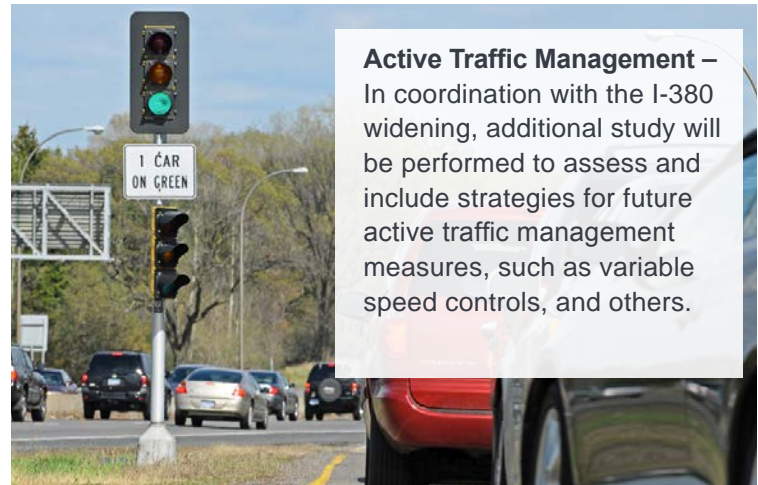 1 CAR
ON GREEN
Active Traffic Management –
In coordination with the I-380
widening, additional study will
be performed to assess and
include strategies for future
active traffic management
measures, such as variable
speed controls, and others.